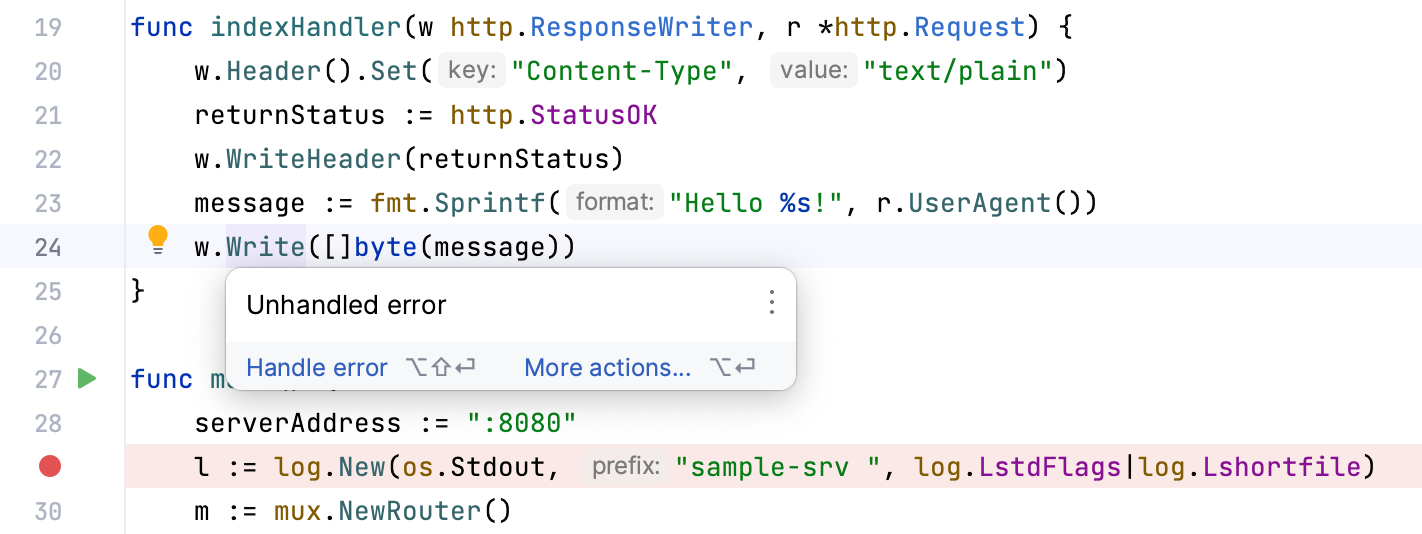 19 func indexHandler(w http.ResponseWriter, r *http.Request) {
20 w.Header().Set( key: "Content-Type", value: "text/plain")
21 returnStatus := http.StatusOK
22 w.WriteHeader(returnStatus)
23 message := fmt.Sprintf( format: "Hello %s!", r.UserAgent())
24 w.Write([]byte(message))
25 }
Unhandled error
26
Handle error ⌥⇧⏎ More actions... ⌥⏎
27 func
28 serverAddress := ":8080"
l := log.New(os.Stdout, prefix: "sample-srv ", log.LstdFlags|log.Lshortfile)
30 m := mux.NewRouter()